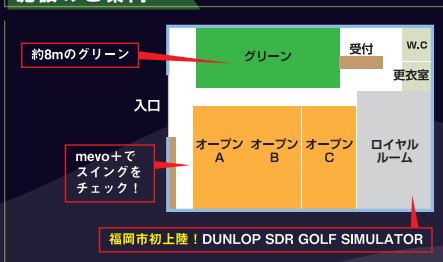 施設のご案内
約8mのグリーン
グリーン
受付
W.C
更衣室
入口
mevo＋で
スイングを
チェック！
オープン
A
オープン
B
オープン
C
ロイヤル
ルーム
福岡市初上陸！DUNLOP SDR GOLF SIMULATOR